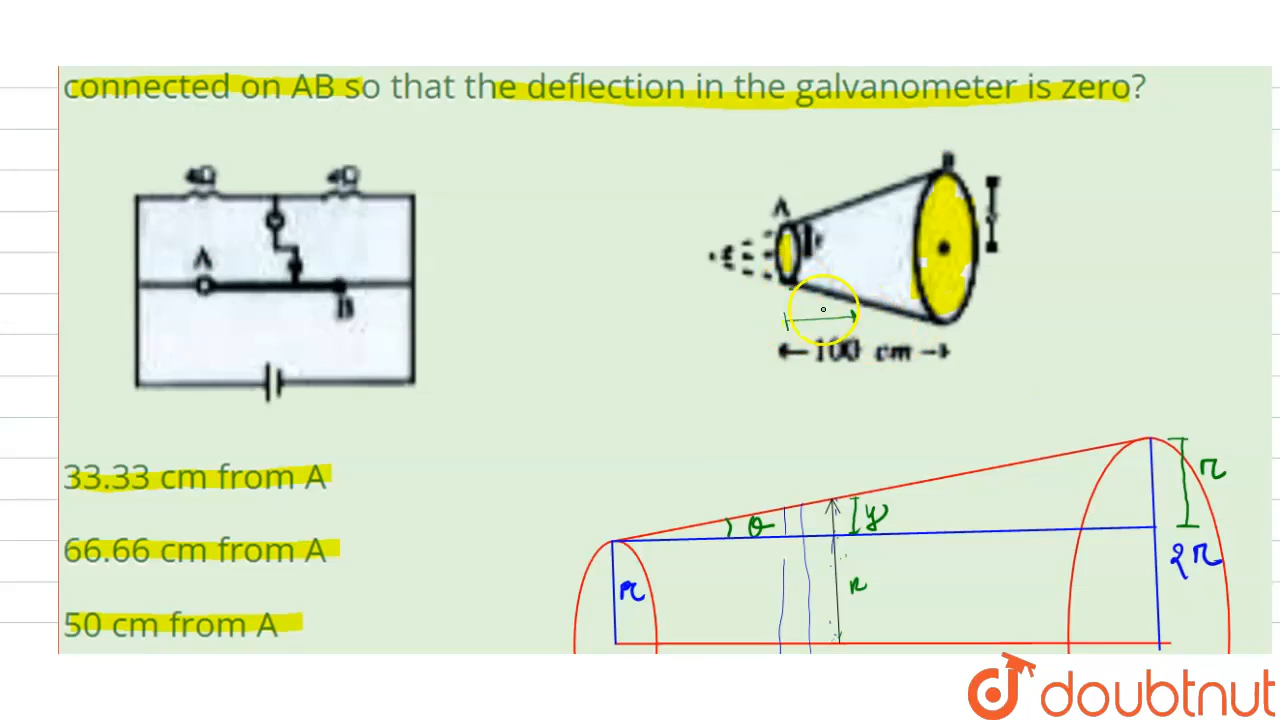 connected on AB so that the deflection in the galvanometer is zero?
4Ω 4Ω
A
B
A
B
r
← 100 cm →
33.33 cm from A
66.66 cm from A
50 cm from A
θ
y
r
2r
r
doubtnut